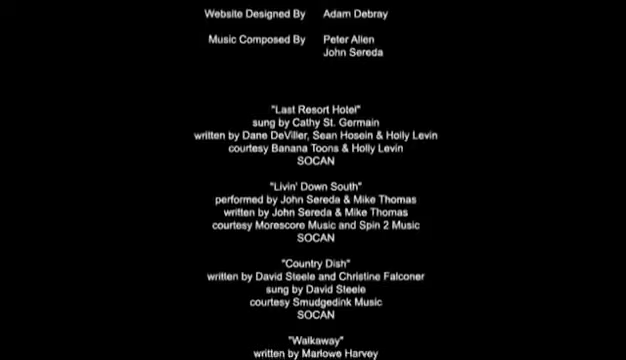 Website Designed By Adam Debray
Music Composed By Peter Allen
John Sereda
"Last Resort Hotel"
sung by Cathy St. Germain
written by Dane DeViller, Sean Hosein & Holly Levin
courtesy Banana Toons & Holly Levin
SOCAN
"Livin' Down South"
performed by John Sereda & Mike Thomas
written by John Sereda & Mike Thomas
courtesy Morescore Music and Spin 2 Music
SOCAN
"Country Dish"
written by David Steele and Christine Falconer
sung by David Steele
courtesy Smudgedink Music
SOCAN
"Walkaway"
written by Marlowe Harvey